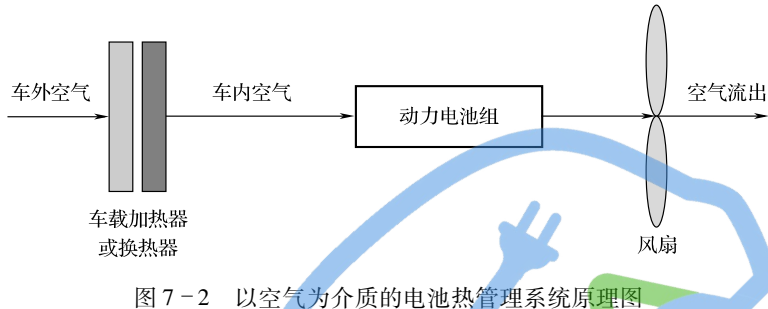 车外空气
车内空气
动力电池组
空气流出
车载加热器
或换热器
风扇
图 7-2 以空气为介质的电池热管理系统原理图